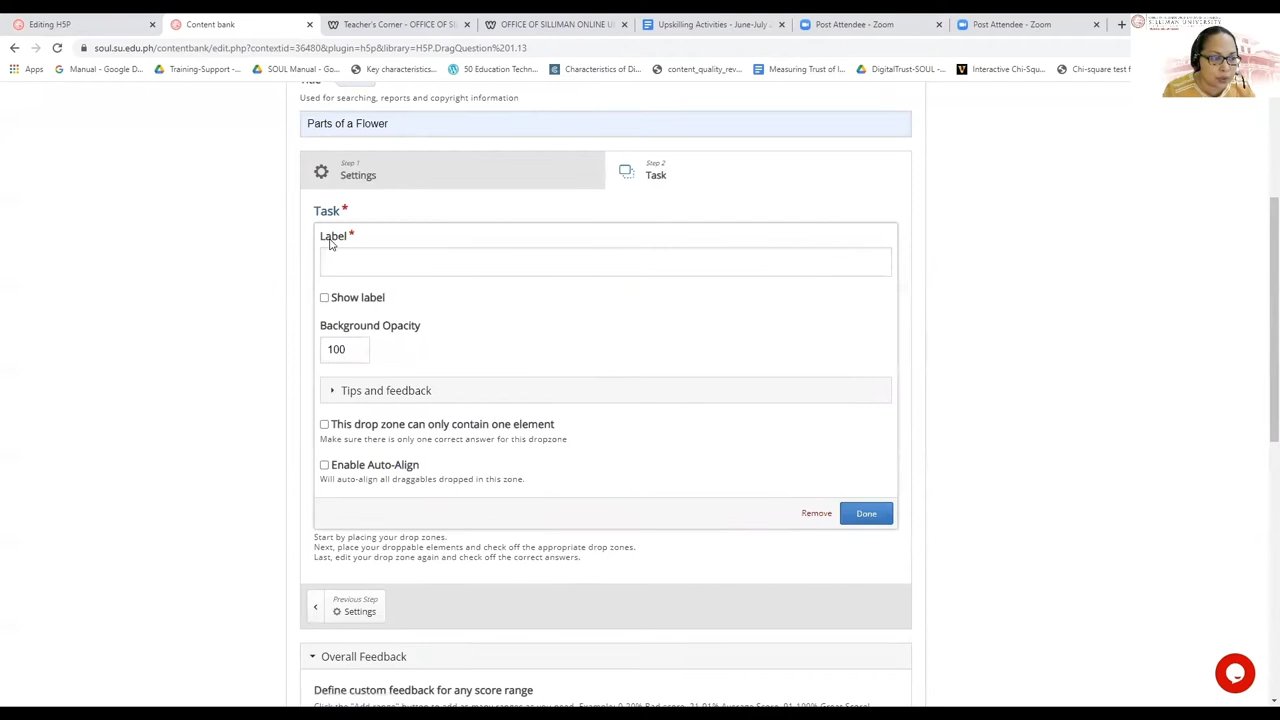 Editing H5P
Content bank
Teacher's Corner - OFFICE OF SI
OFFICE OF SILLIMAN ONLINE UN
Upskilling Activities - June-July
Post Attendee - Zoom
Post Attendee - Zoom
soul.su.edu.ph/contentbank/edit.php?contextid=36480&plugin=h5p&library=H5P.DragQuestion%201.13
Apps
Manual - Google D...
Training-Support -...
SOUL Manual - Go...
Key characteristics...
50 Education Techn...
Characteristics of Di...
content_quality_rev...
Measuring Trust of I...
DigitalTrust-SOUL -...
Interactive Chi-Squ...
Chi-square test f
SILLIMAN UNIVERSITY
Used for searching, reports and copyright information
Parts of a Flower
Step 1
Settings
Step 2
Task
Task *
Label *
Show label
Background Opacity
100
Tips and feedback
This drop zone can only contain one element
Make sure there is only one correct answer for this dropzone
Enable Auto-Align
Will auto-align all draggables dropped in this zone.
Remove
Done
Start by placing your drop zones.
Next, place your droppable elements and check off the appropriate drop zones.
Last, edit your drop zone again and check off the correct answers.
Previous Step
Settings
Overall Feedback
Define custom feedback for any score range